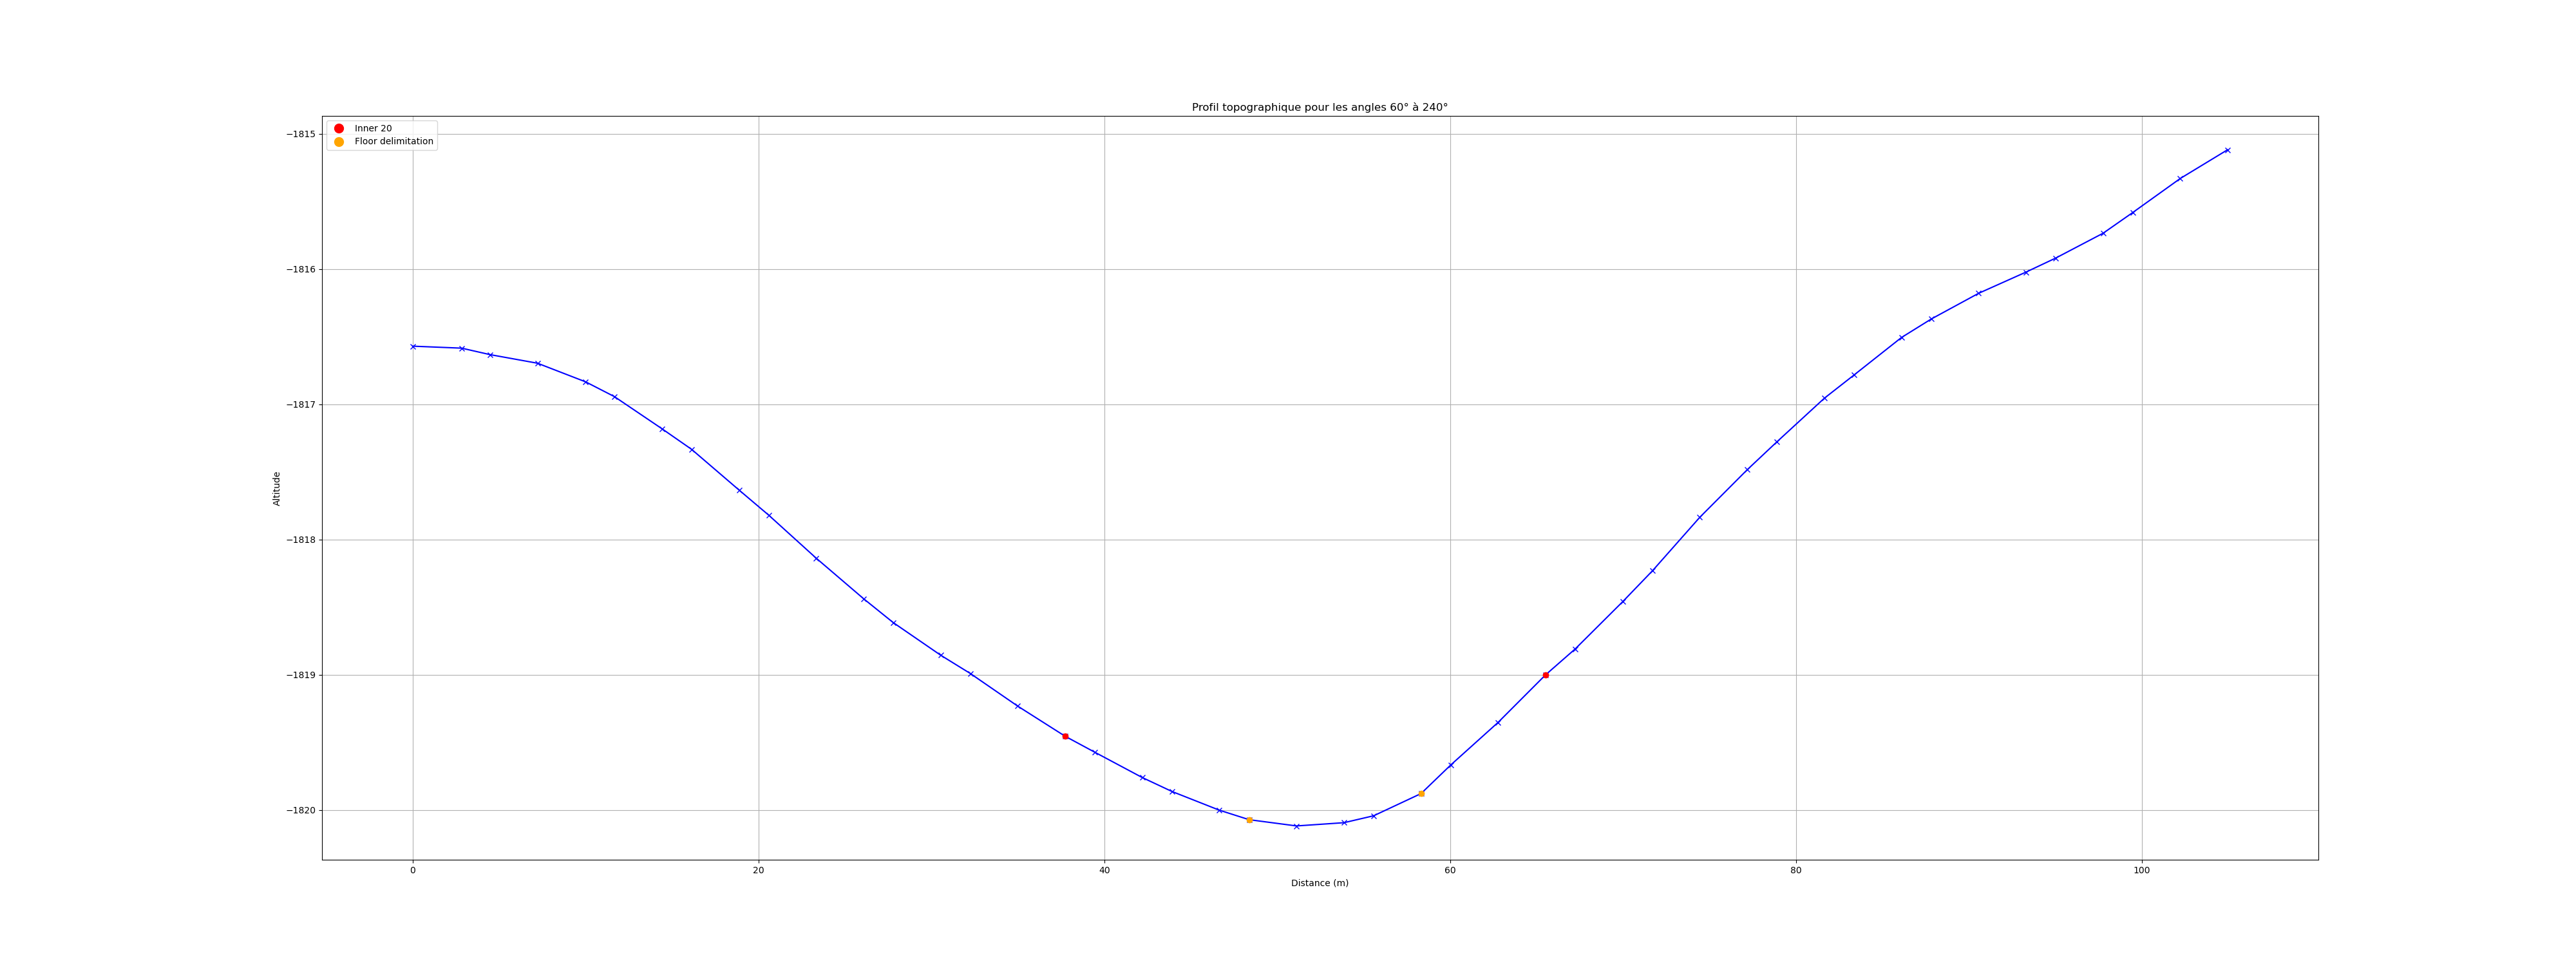 Profil topographique pour les angles 60° à 240°
Inner 20
Floor delimitation
−1815
−1816
−1817
−1818
−1819
−1820
Altitude
0
20
40
60
80
100
Distance (m)